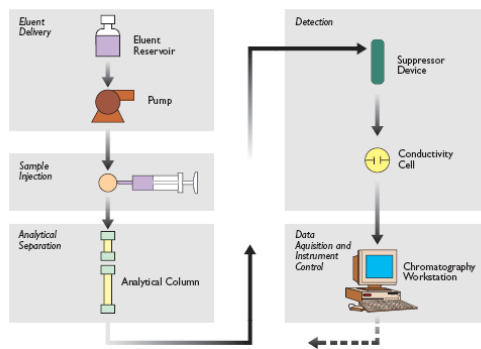 Eluent
Delivery
Eluent
Reservoir
Pump
Sample
Injection
Analytical
Separation
Analytical Column
Detection
Suppressor
Device
Conductivity
Cell
Data
Aquisition and
Instrument
Control
Chromatography
Workstation